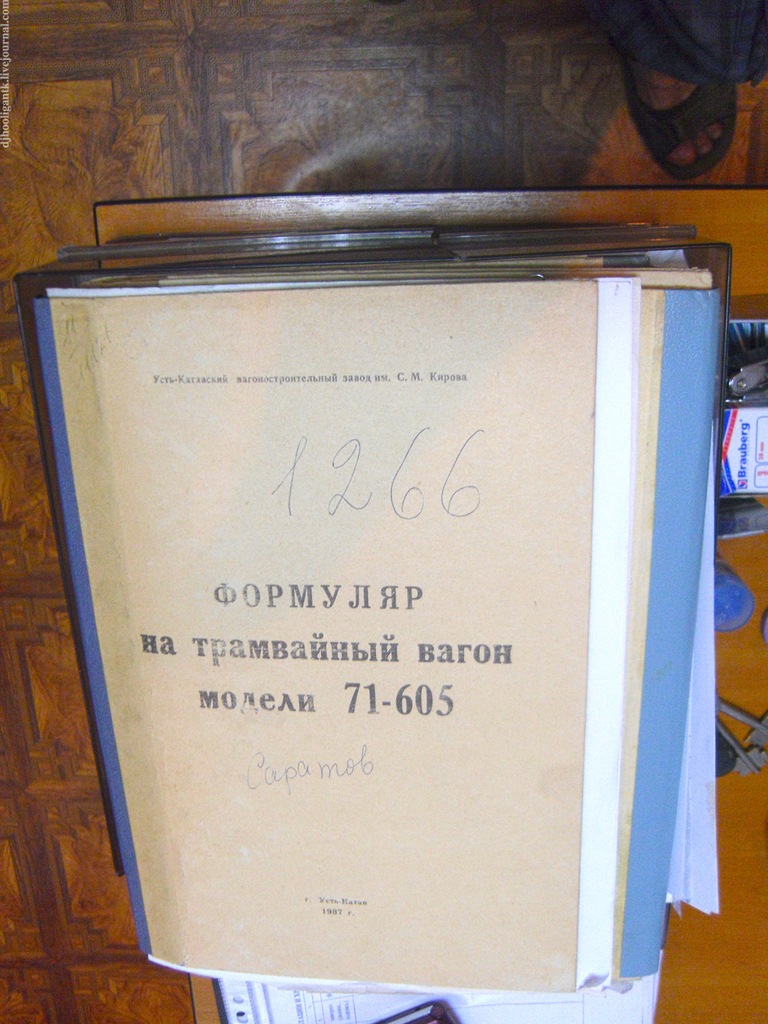 djhooligantk.livejournal.com
Усть-Катавский вагоностроительный завод им. С. М. Кирова
1266
ФОРМУЛЯР
на трамвайный вагон
модели 71-605
Саратов
г. Усть-Катав
1987 г.
Brauberg